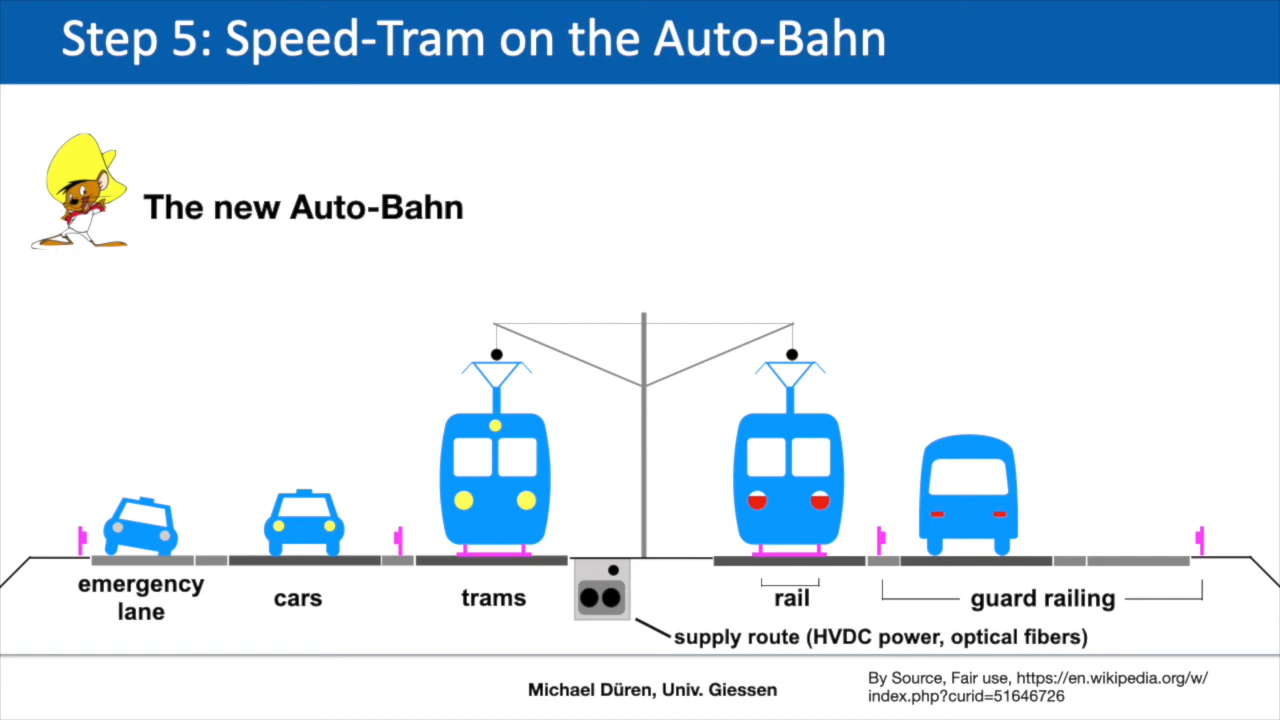 Step 5: Speed-Tram on the Auto-Bahn
The new Auto-Bahn
emergency
lane
cars
trams
rail
guard railing
supply route (HVDC power, optical fibers)
Michael Düren, Univ. Giessen
By Source, Fair use, https://en.wikipedia.org/w/
index.php?curid=51646726